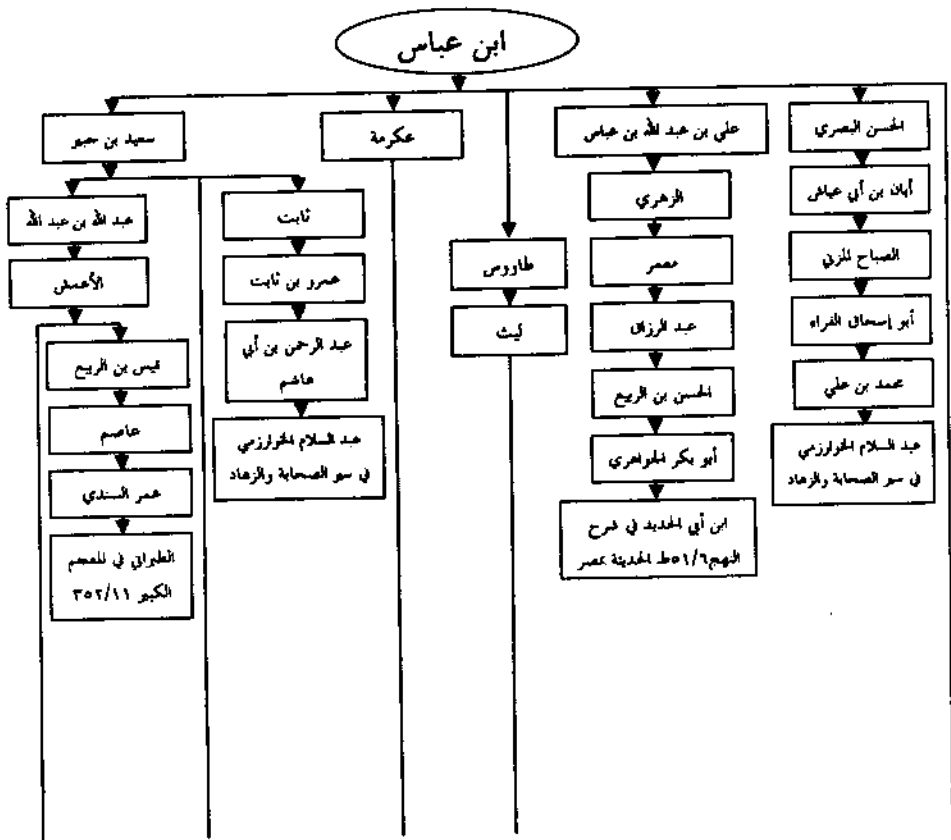 ابن عباس
الحسن البصري
أبان بن أبي عياش
الصباح المزني
أبو إسحاق الفراء
محمد بن علي
عبد السلام الخوارزمي
في سير الصحابة والزهاد
علي بن عبد الله بن عباس
الزهري
معمر
عبد الرزاق
الحسن بن الربيع
أبو بكر الجواهري
ابن أبي الحديد في شرح
النهج ٥١/٦ط الحديثة بمصر
طاووس
ليث
عكرمة
سعيد بن جبير
ثابت
عمرو بن ثابت
عبد الرحمن بن أبي
عاصم
عبد السلام الخوارزمي
في سير الصحابة والزهاد
عبد الله بن عبد الله
الأعمش
قيس بن الربيع
عاصم
عمر السندي
الطبراني في المعجم
الكبير ٣٥٢/١١